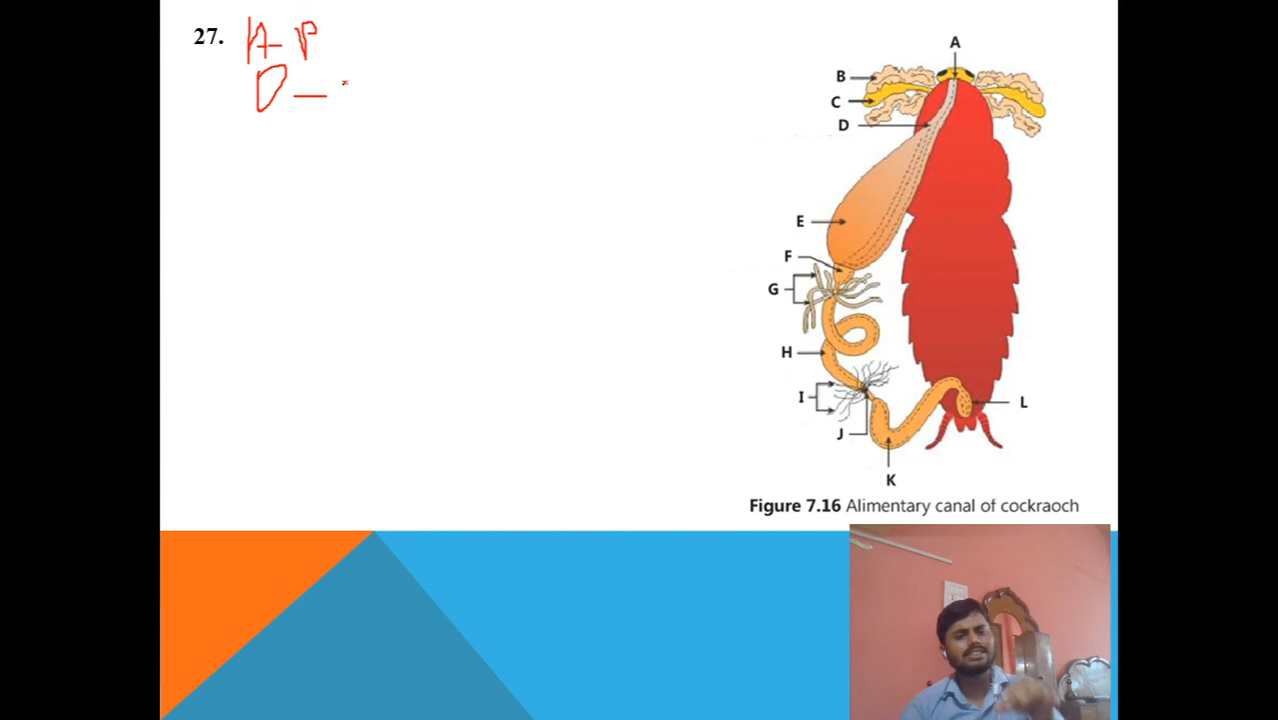 27. A - P
D —
A
B
C
D
E
F
G
H
I
J
K
L
Figure 7.16 Alimentary canal of cockraoch